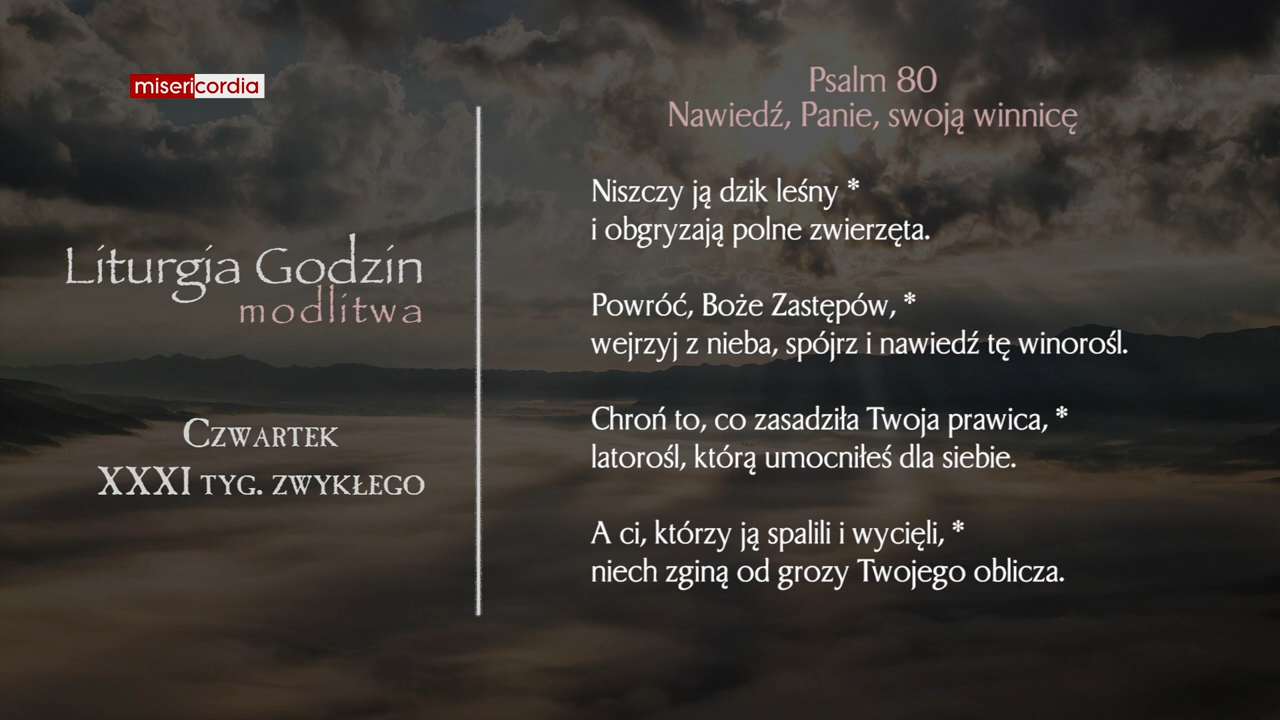 misericordia
Liturgia Godzin
modlitwa
Czwartek
XXXI tyg. zwykłego
Psalm 80
Nawiedź, Panie, swoją winnicę
Niszczy ją dzik leśny *
i obgryzają polne zwierzęta.
Powróć, Boże Zastępów, *
wejrzyj z nieba, spójrz i nawiedź tę winorośl.
Chroń to, co zasadziła Twoja prawica, *
latorośl, którą umocniłeś dla siebie.
A ci, którzy ją spalili i wycięli, *
niech zginą od grozy Twojego oblicza.